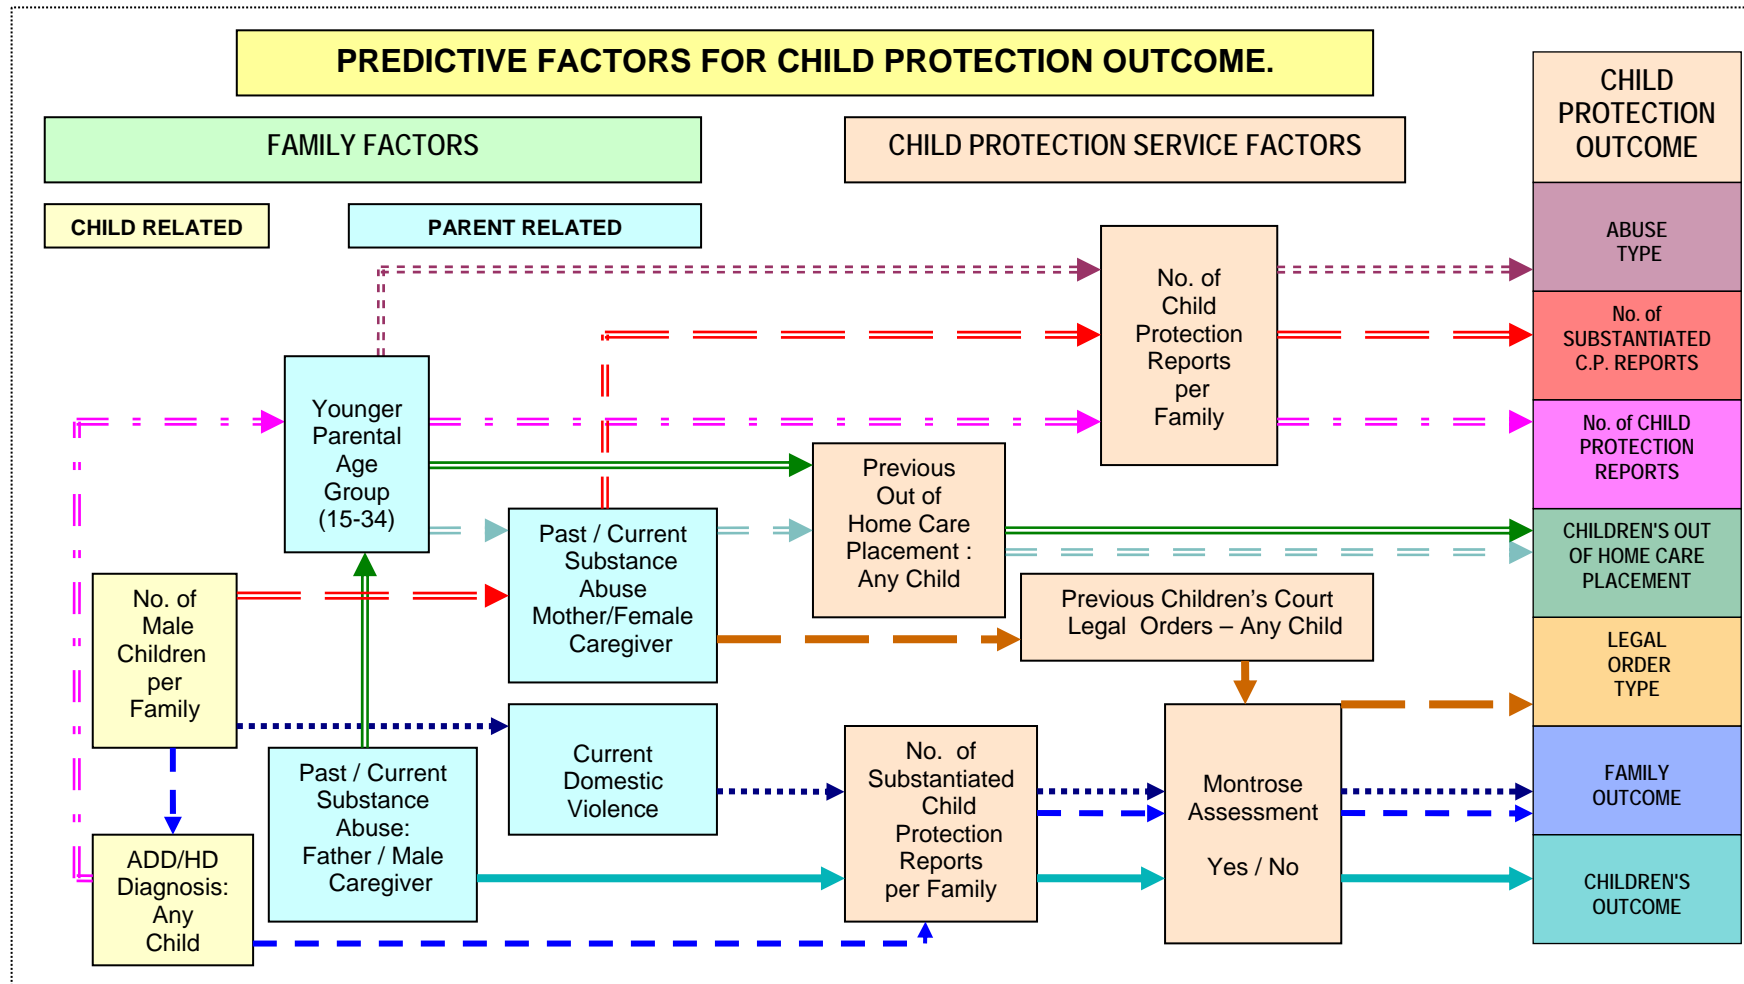 PREDICTIVE FACTORS FOR CHILD PROTECTION OUTCOME.
FAMILY FACTORS
CHILD PROTECTION SERVICE FACTORS
CHILD
PROTECTION
OUTCOME
CHILD RELATED
PARENT RELATED
ABUSE
TYPE
No. of
Child
Protection
Reports
per
Family
No. of
SUBSTANTIATED
C.P. REPORTS
Younger
Parental
Age
Group
(15-34)
No. of CHILD
PROTECTION
REPORTS
Previous
Out of
Home Care
Placement :
Any Child
Past / Current
Substance
Abuse
Mother/Female
Caregiver
CHILDREN'S OUT
OF HOME CARE
PLACEMENT
No. of
Male
Children
per
Family
Previous Children’s Court
Legal Orders – Any Child
LEGAL
ORDER
TYPE
Past / Current
Substance
Abuse:
Father / Male
Caregiver
Current
Domestic
Violence
No. of
Substantiated
Child
Protection
Reports
per Family
Montrose
Assessment
Yes / No
FAMILY
OUTCOME
ADD/HD
Diagnosis:
Any
Child
CHILDREN'S
OUTCOME